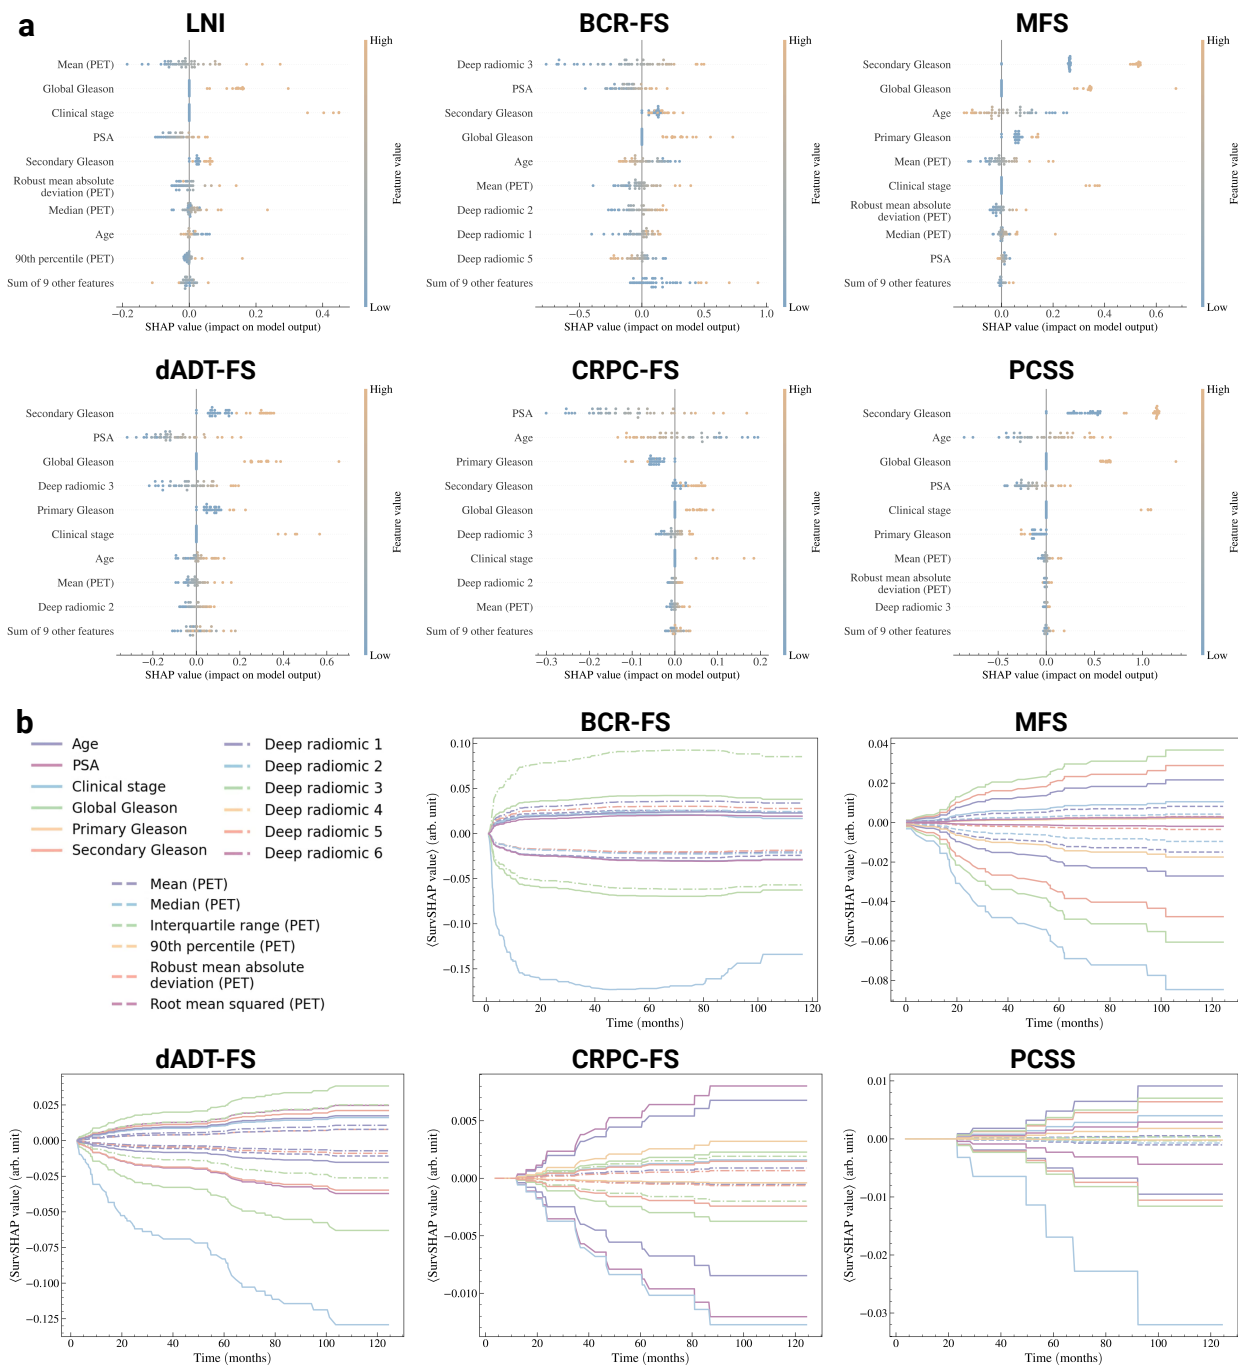 a
LNI
High
Mean (PET)
Global Gleason
Clinical stage
PSA
Secondary Gleason
Robust mean absolute
deviation (PET)
Median (PET)
Age
90th percentile (PET)
Sum of 9 other features
Low
−0.2 0.0 0.2 0.4
SHAP value (impact on model output)
Feature value
BCR-FS
High
Deep radiomic 3
PSA
Secondary Gleason
Global Gleason
Age
Mean (PET)
Deep radiomic 2
Deep radiomic 1
Deep radiomic 5
Sum of 9 other features
Low
−0.5 0.0 0.5 1.0
SHAP value (impact on model output)
Feature value
MFS
High
Secondary Gleason
Global Gleason
Age
Primary Gleason
Mean (PET)
Clinical stage
Robust mean absolute
deviation (PET)
Median (PET)
PSA
Sum of 9 other features
Low
0.0 0.2 0.4 0.6
SHAP value (impact on model output)
Feature value
dADT-FS
High
Secondary Gleason
PSA
Global Gleason
Deep radiomic 3
Primary Gleason
Clinical stage
Age
Mean (PET)
Deep radiomic 2
Sum of 9 other features
Low
−0.2 0.0 0.2 0.4 0.6
SHAP value (impact on model output)
Feature value
CRPC-FS
High
PSA
Age
Primary Gleason
Secondary Gleason
Global Gleason
Deep radiomic 3
Clinical stage
Deep radiomic 2
Mean (PET)
Sum of 9 other features
Low
−0.3 −0.2 −0.1 0.0 0.1 0.2
SHAP value (impact on model output)
Feature value
PCSS
High
Secondary Gleason
Age
Global Gleason
PSA
Clinical stage
Primary Gleason
Mean (PET)
Robust mean absolute
deviation (PET)
Deep radiomic 3
Sum of 9 other features
Low
−0.5 0.0 0.5 1.0
SHAP value (impact on model output)
Feature value
b
Age
PSA
Clinical stage
Global Gleason
Primary Gleason
Secondary Gleason
Deep radiomic 1
Deep radiomic 2
Deep radiomic 3
Deep radiomic 4
Deep radiomic 5
Deep radiomic 6
Mean (PET)
Median (PET)
Interquartile range (PET)
90th percentile (PET)
Robust mean absolute
deviation (PET)
Root mean squared (PET)
BCR-FS
⟨SurvSHAP value⟩ (arb. unit)
0.10
0.05
0.00
−0.05
−0.10
−0.15
0 20 40 60 80 100 120
Time (months)
MFS
⟨SurvSHAP value⟩ (arb. unit)
0.04
0.02
0.00
−0.02
−0.04
−0.06
−0.08
0 20 40 60 80 100 120
Time (months)
dADT-FS
⟨SurvSHAP value⟩ (arb. unit)
0.025
0.000
−0.025
−0.050
−0.075
−0.100
−0.125
0 20 40 60 80 100 120
Time (months)
CRPC-FS
⟨SurvSHAP value⟩ (arb. unit)
0.005
0.000
−0.005
−0.010
0 20 40 60 80 100 120
Time (months)
PCSS
⟨SurvSHAP value⟩ (arb. unit)
0.01
0.00
−0.01
−0.02
−0.03
0 20 40 60 80 100 120
Time (months)